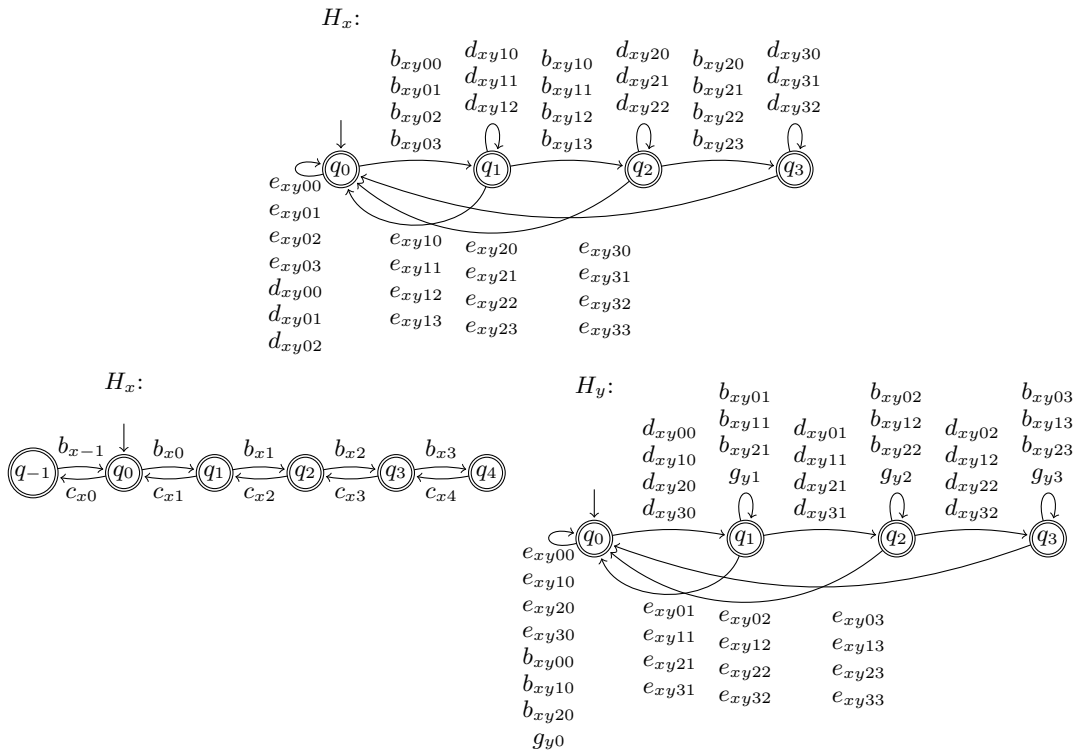 H_x:
b_{xy00} d_{xy10} b_{xy10} d_{xy20} b_{xy20} d_{xy30}
b_{xy01} d_{xy11} b_{xy11} d_{xy21} b_{xy21} d_{xy31}
b_{xy02} d_{xy12} b_{xy12} d_{xy22} b_{xy22} d_{xy32}
b_{xy03} b_{xy13} b_{xy23}
q_0 q_1 q_2 q_3
e_{xy00}
e_{xy01}
e_{xy02}
e_{xy03}
d_{xy00}
d_{xy01}
d_{xy02}
e_{xy10} e_{xy20} e_{xy30}
e_{xy11} e_{xy21} e_{xy31}
e_{xy12} e_{xy22} e_{xy32}
e_{xy13} e_{xy23} e_{xy33}
H_x:
b_{x-1} b_{x0} b_{x1} b_{x2} b_{x3}
q_{-1} q_0 q_1 q_2 q_3 q_4
c_{x0} c_{x1} c_{x2} c_{x3} c_{x4}
H_y:
b_{xy01} b_{xy02} b_{xy03}
b_{xy11} b_{xy12} b_{xy13}
b_{xy21} b_{xy22} b_{xy23}
g_{y1} g_{y2} g_{y3}
d_{xy00} d_{xy01} d_{xy02}
d_{xy10} d_{xy11} d_{xy12}
d_{xy20} d_{xy21} d_{xy22}
d_{xy30} d_{xy31} d_{xy32}
q_0 q_1 q_2 q_3
e_{xy00}
e_{xy10}
e_{xy20}
e_{xy30}
b_{xy00}
b_{xy10}
b_{xy20}
g_{y0}
e_{xy01} e_{xy02} e_{xy03}
e_{xy11} e_{xy12} e_{xy13}
e_{xy21} e_{xy22} e_{xy23}
e_{xy31} e_{xy32} e_{xy33}